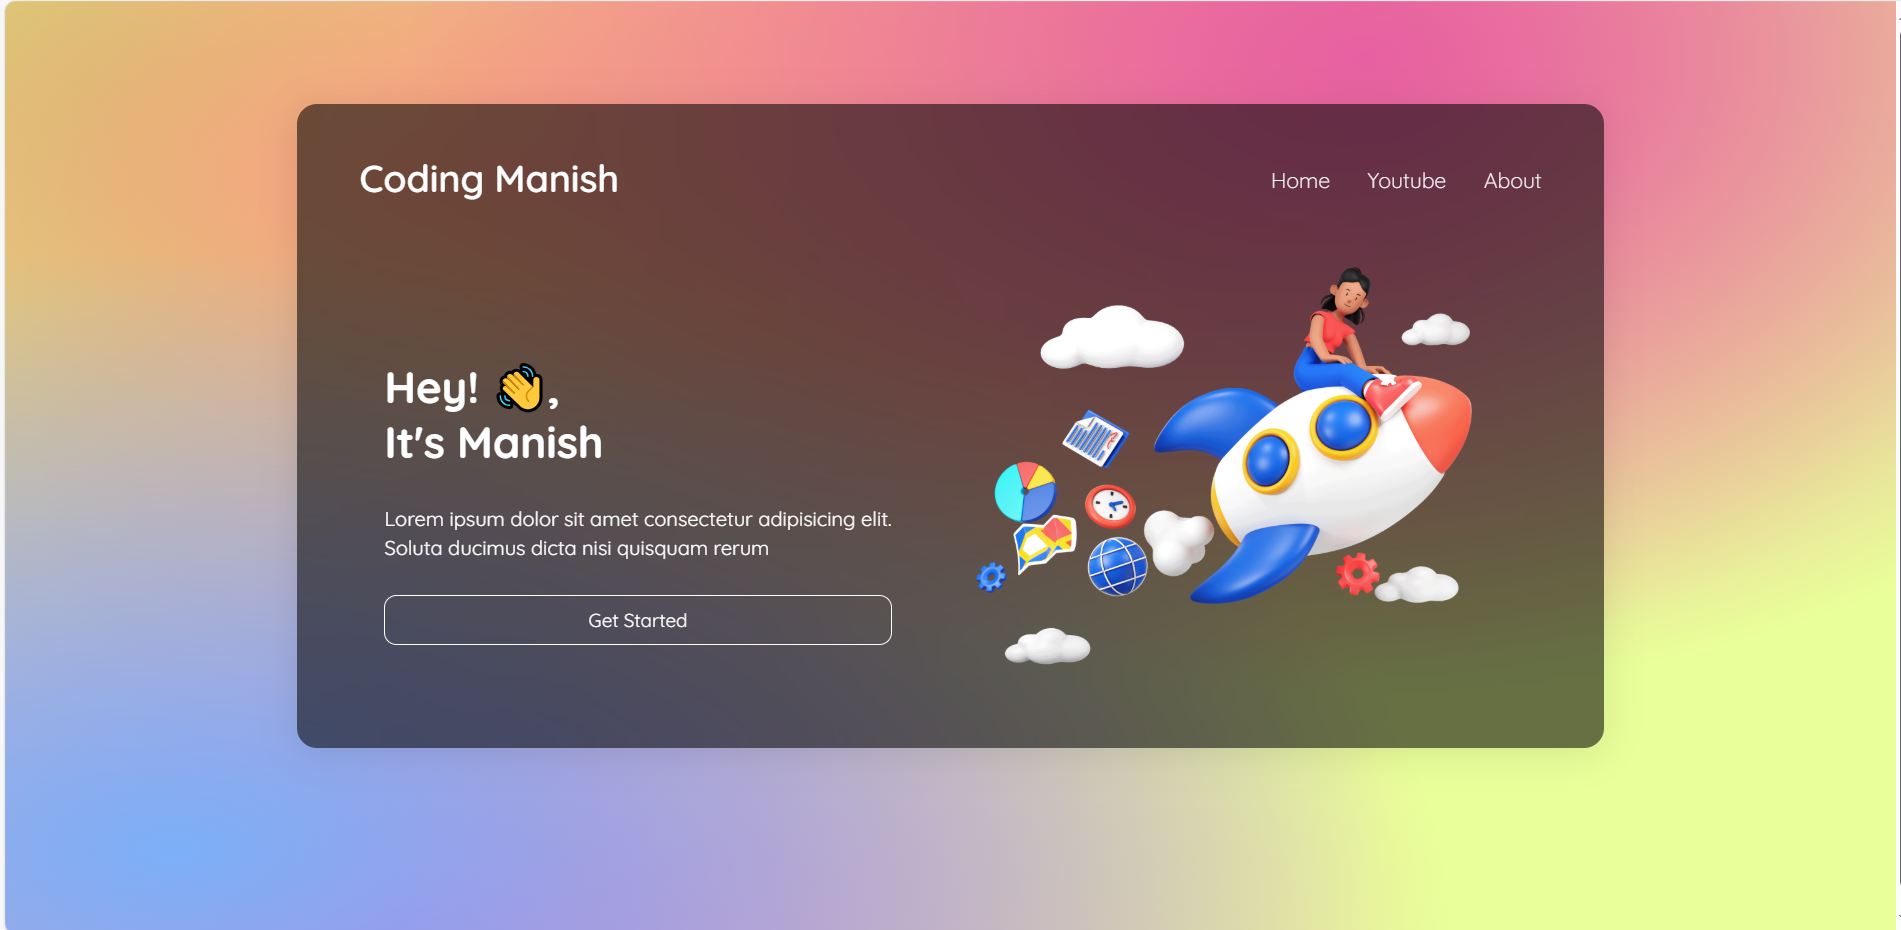 Coding Manish
Home Youtube About
Hey! 👋,
It's Manish
Lorem ipsum dolor sit amet consectetur adipisicing elit.
Soluta ducimus dicta nisi quisquam rerum
Get Started